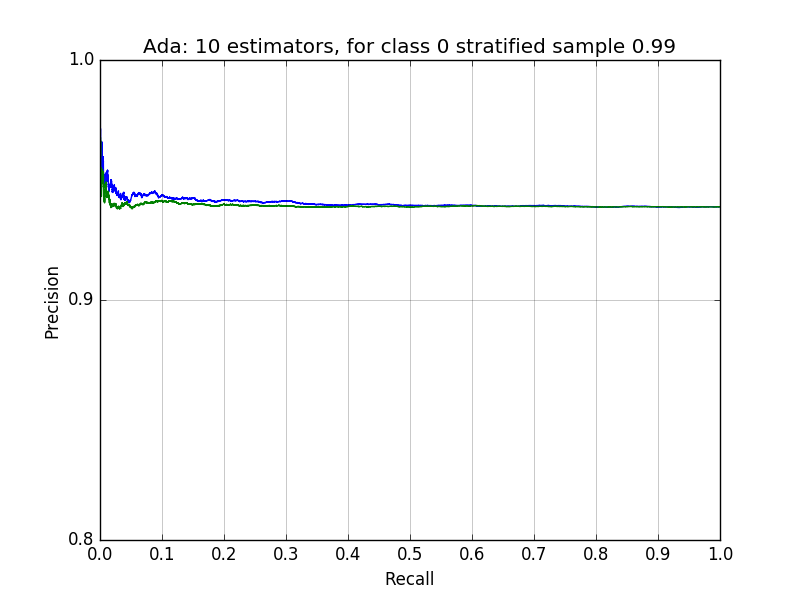 Ada: 10 estimators, for class 0 stratified sample 0.99
1.0
0.9
0.8
Precision
0.0 0.1 0.2 0.3 0.4 0.5 0.6 0.7 0.8 0.9 1.0
Recall